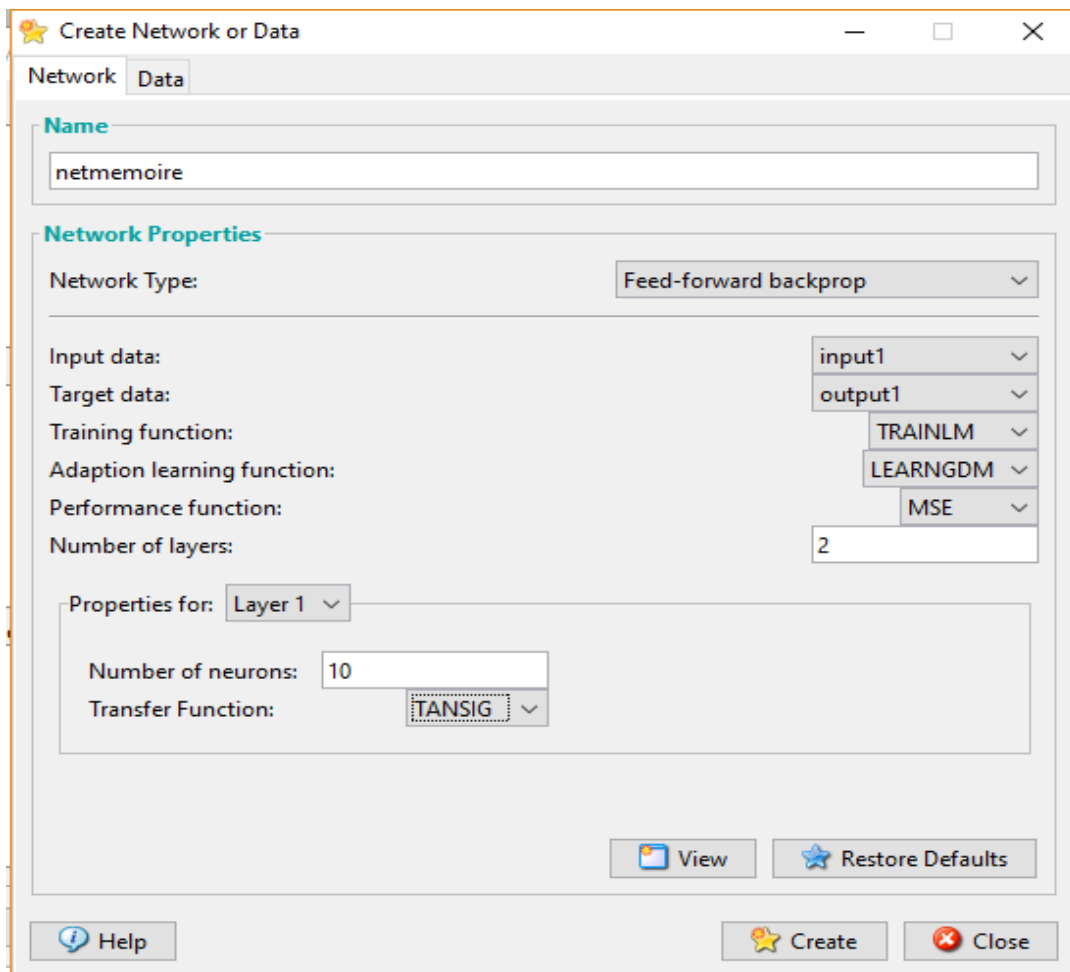 Create Network or Data
Network Data
Name
netmemoire
Network Properties
Network Type: Feed-forward backprop
Input data: input1
Target data: output1
Training function: TRAINLM
Adaption learning function: LEARNGDM
Performance function: MSE
Number of layers: 2
Properties for: Layer 1
Number of neurons: 10
Transfer Function: TANSIG
View Restore Defaults
Help Create Close